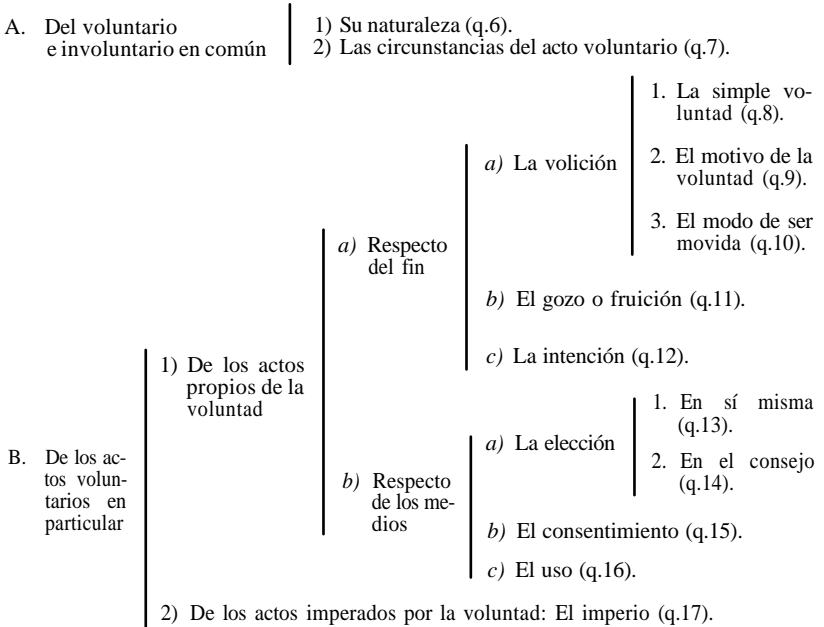 A. Del voluntario
e involuntario en común
1) Su naturaleza (q.6).
2) Las circunstancias del acto voluntario (q.7).
B. De los ac-
tos volun-
tarios en
particular
1) De los actos
propios de la
voluntad
a) Respecto
del fin
a) La volición
1. La simple vo-
luntad (q.8).
2. El motivo de la
voluntad (q.9).
3. El modo de ser
movida (q.10).
b) El gozo o fruición (q.11).
c) La intención (q.12).
b) Respecto
de los me-
dios
a) La elección
1. En sí misma
(q.13).
2. En el consejo
(q.14).
b) El consentimiento (q.15).
c) El uso (q.16).
2) De los actos imperados por la voluntad: El imperio (q.17).